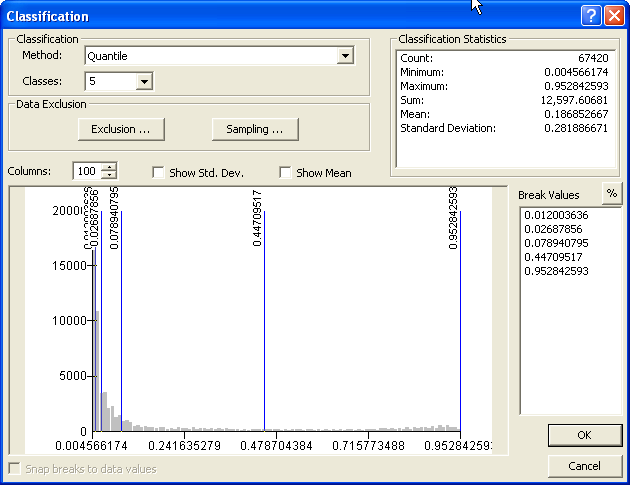 Classification
Classification
Method: Quantile
Classes: 5
Data Exclusion
Exclusion ...
Sampling ...
Classification Statistics
Count: 67420
Minimum: 0.004566174
Maximum: 0.952842593
Sum: 12,597.60681
Mean: 0.186852667
Standard Deviation: 0.281886671
Columns: 100
Show Std. Dev.
Show Mean
Break Values
%
0.012003636
0.02687856
0.078940795
0.44709517
0.952842593
0.02687856
0.078940795
0.44709517
0.952842593
15000
10000
5000
0
0.004566174 0.241635279 0.478704384 0.715773488 0.952842593
Snap breaks to data values
OK
Cancel